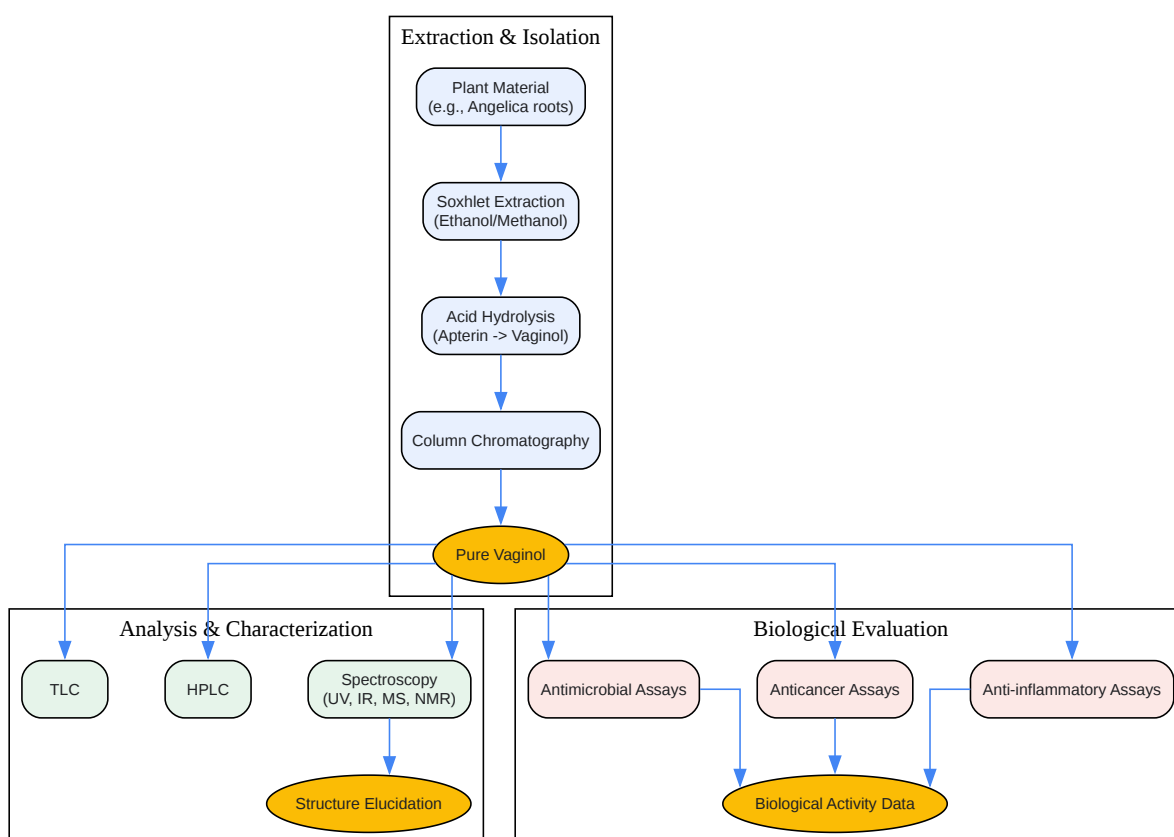 Extraction & Isolation
Plant Material
(e.g., Angelica roots)
Soxhlet Extraction
(Ethanol/Methanol)
Acid Hydrolysis
(Apterin -> Vaginol)
Column Chromatography
Pure Vaginol
Analysis & Characterization
TLC
HPLC
Spectroscopy
(UV, IR, MS, NMR)
Structure Elucidation
Biological Evaluation
Antimicrobial Assays
Anticancer Assays
Anti-inflammatory Assays
Biological Activity Data